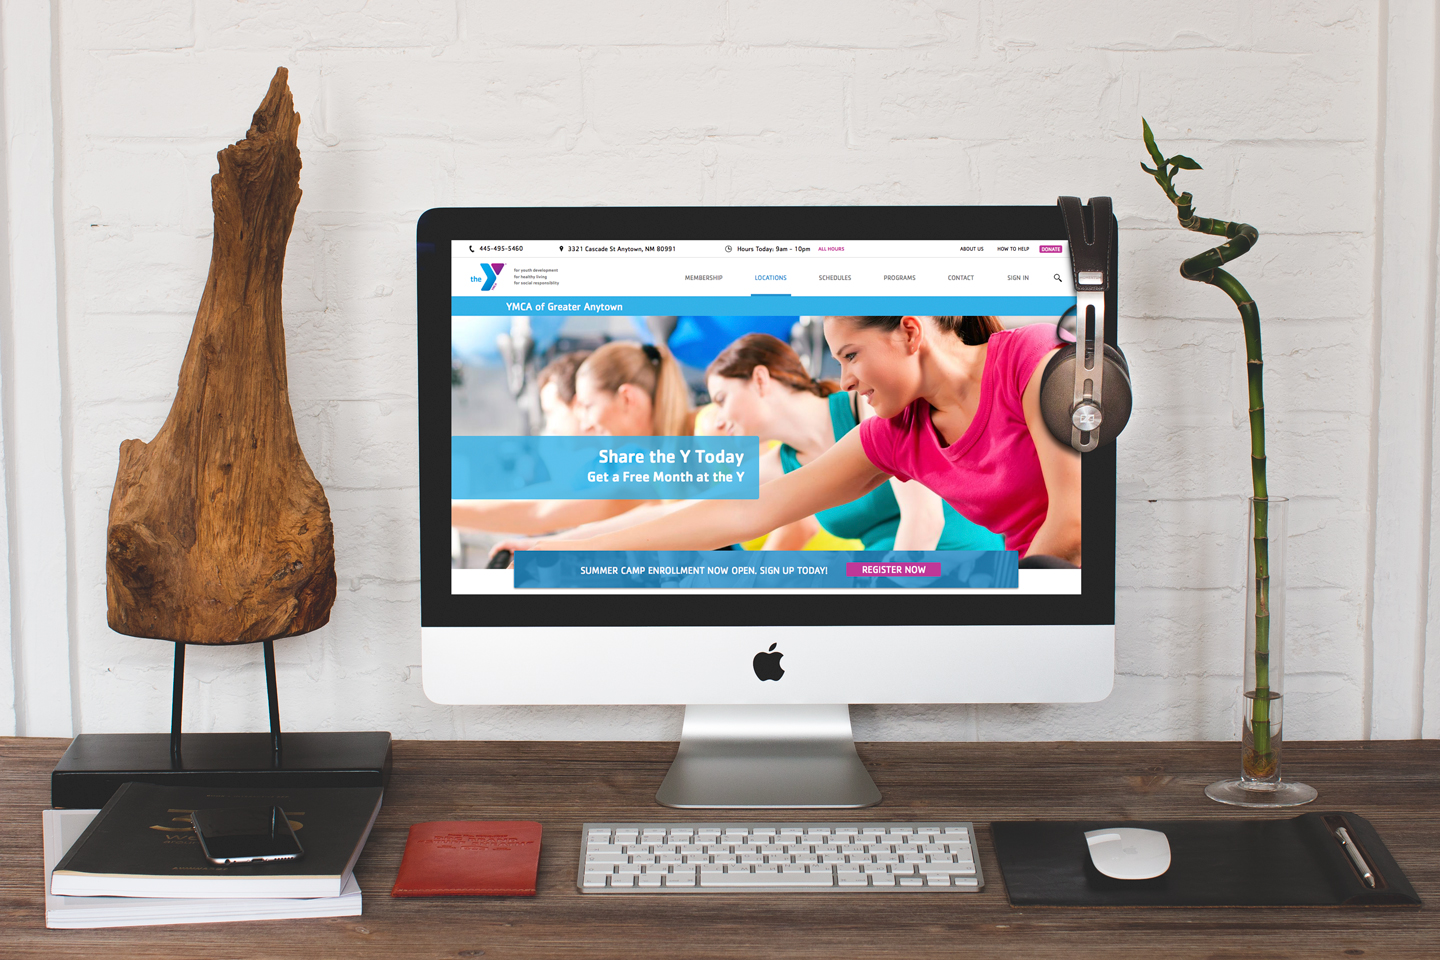 445-495-5460
3321 Cascade St Anytown, NM 80991
Hours Today: 9am - 10pm
ALL HOURS
ABOUT US
HOW TO HELP
DONATE
the Y
for youth development
for healthy living
for social responsibility
MEMBERSHIP
LOCATIONS
SCHEDULES
PROGRAMS
CONTACT
SIGN IN
YMCA of Greater Anytown
Share the Y Today
Get a Free Month at the Y
SUMMER CAMP ENROLLMENT NOW OPEN. SIGN UP TODAY!
REGISTER NOW